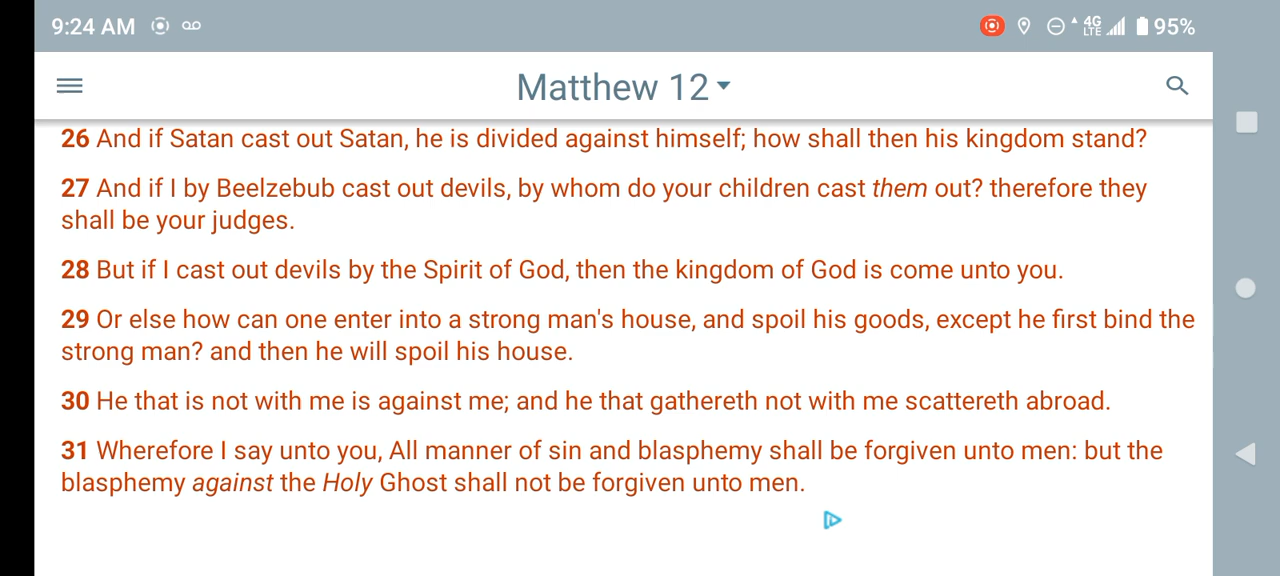 9:24 AM 4G LTE 95%
Matthew 12
26 And if Satan cast out Satan, he is divided against himself; how shall then his kingdom stand?
27 And if I by Beelzebub cast out devils, by whom do your children cast them out? therefore they
shall be your judges.
28 But if I cast out devils by the Spirit of God, then the kingdom of God is come unto you.
29 Or else how can one enter into a strong man's house, and spoil his goods, except he first bind the
strong man? and then he will spoil his house.
30 He that is not with me is against me; and he that gathereth not with me scattereth abroad.
31 Wherefore I say unto you, All manner of sin and blasphemy shall be forgiven unto men: but the
blasphemy against the Holy Ghost shall not be forgiven unto men.